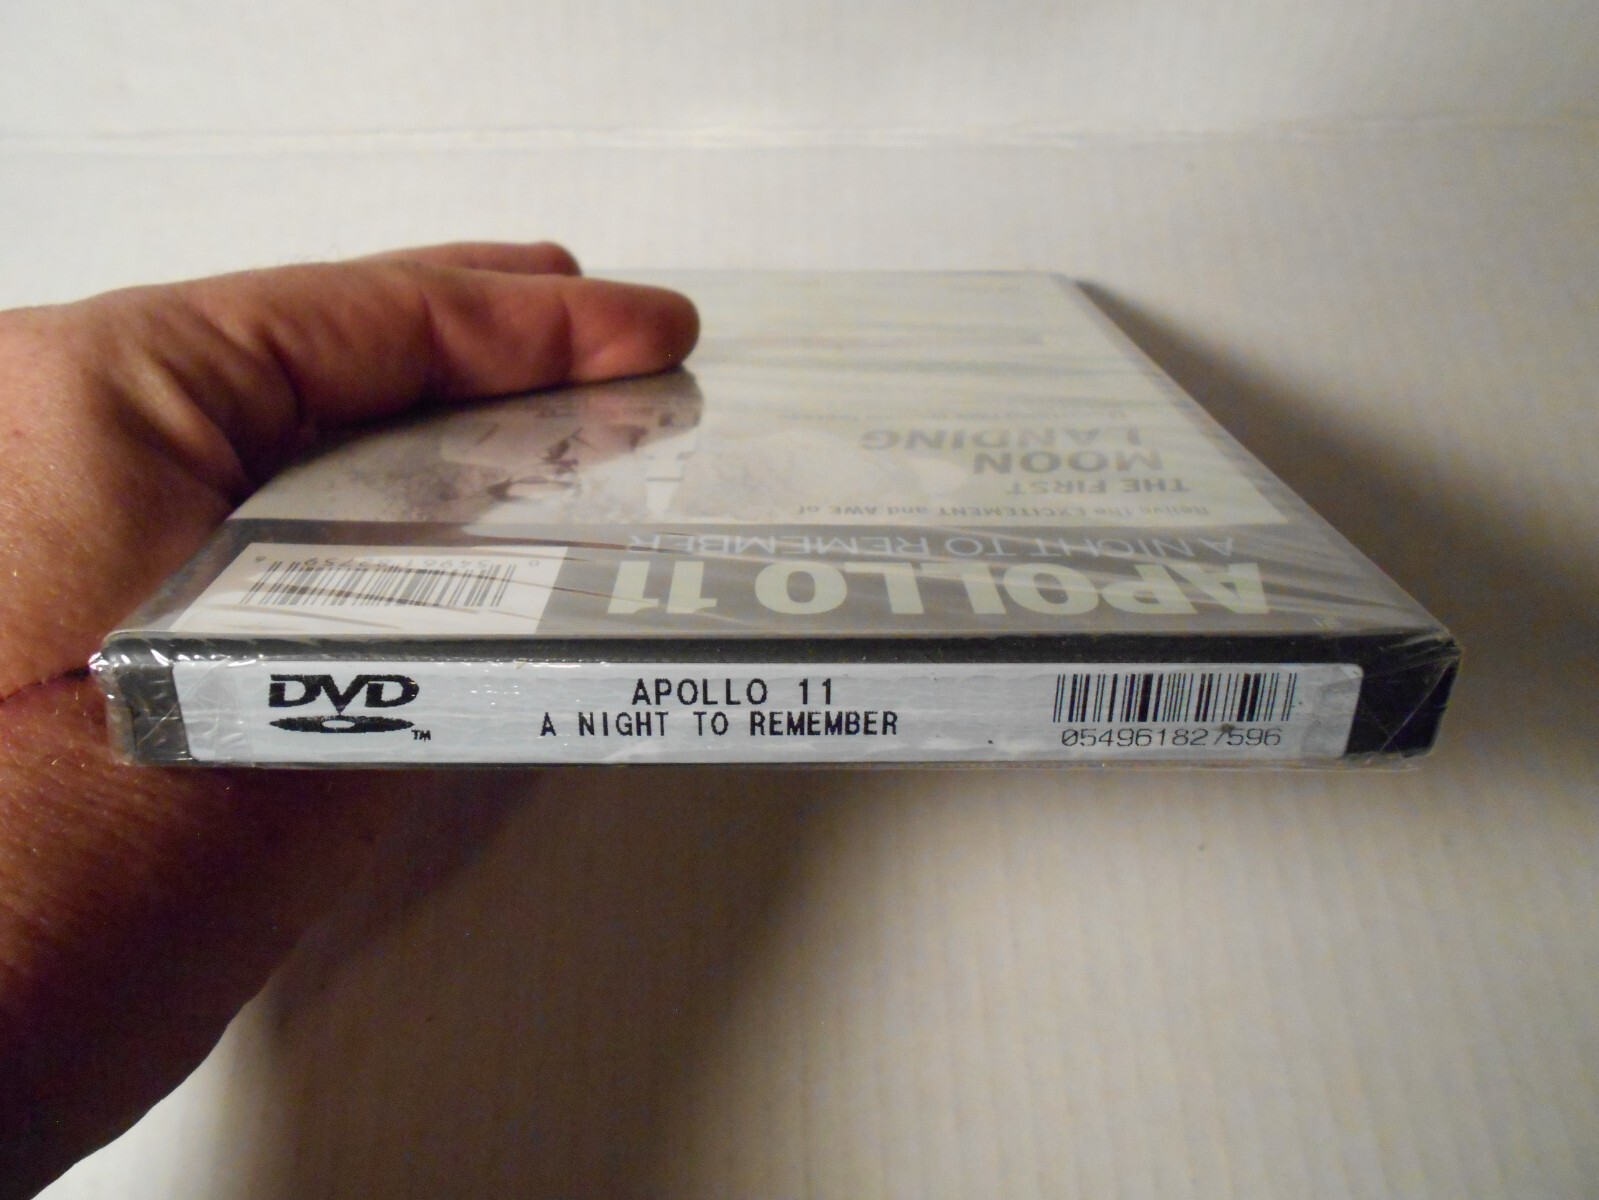 DVD
™
APOLLO 11
A NIGHT TO REMEMBER
054961827596
APOLLO 11
A NIGHT TO REMEMBER
Relive the EXCITEMENT and AWE of
THE FIRST
MOON
LANDING